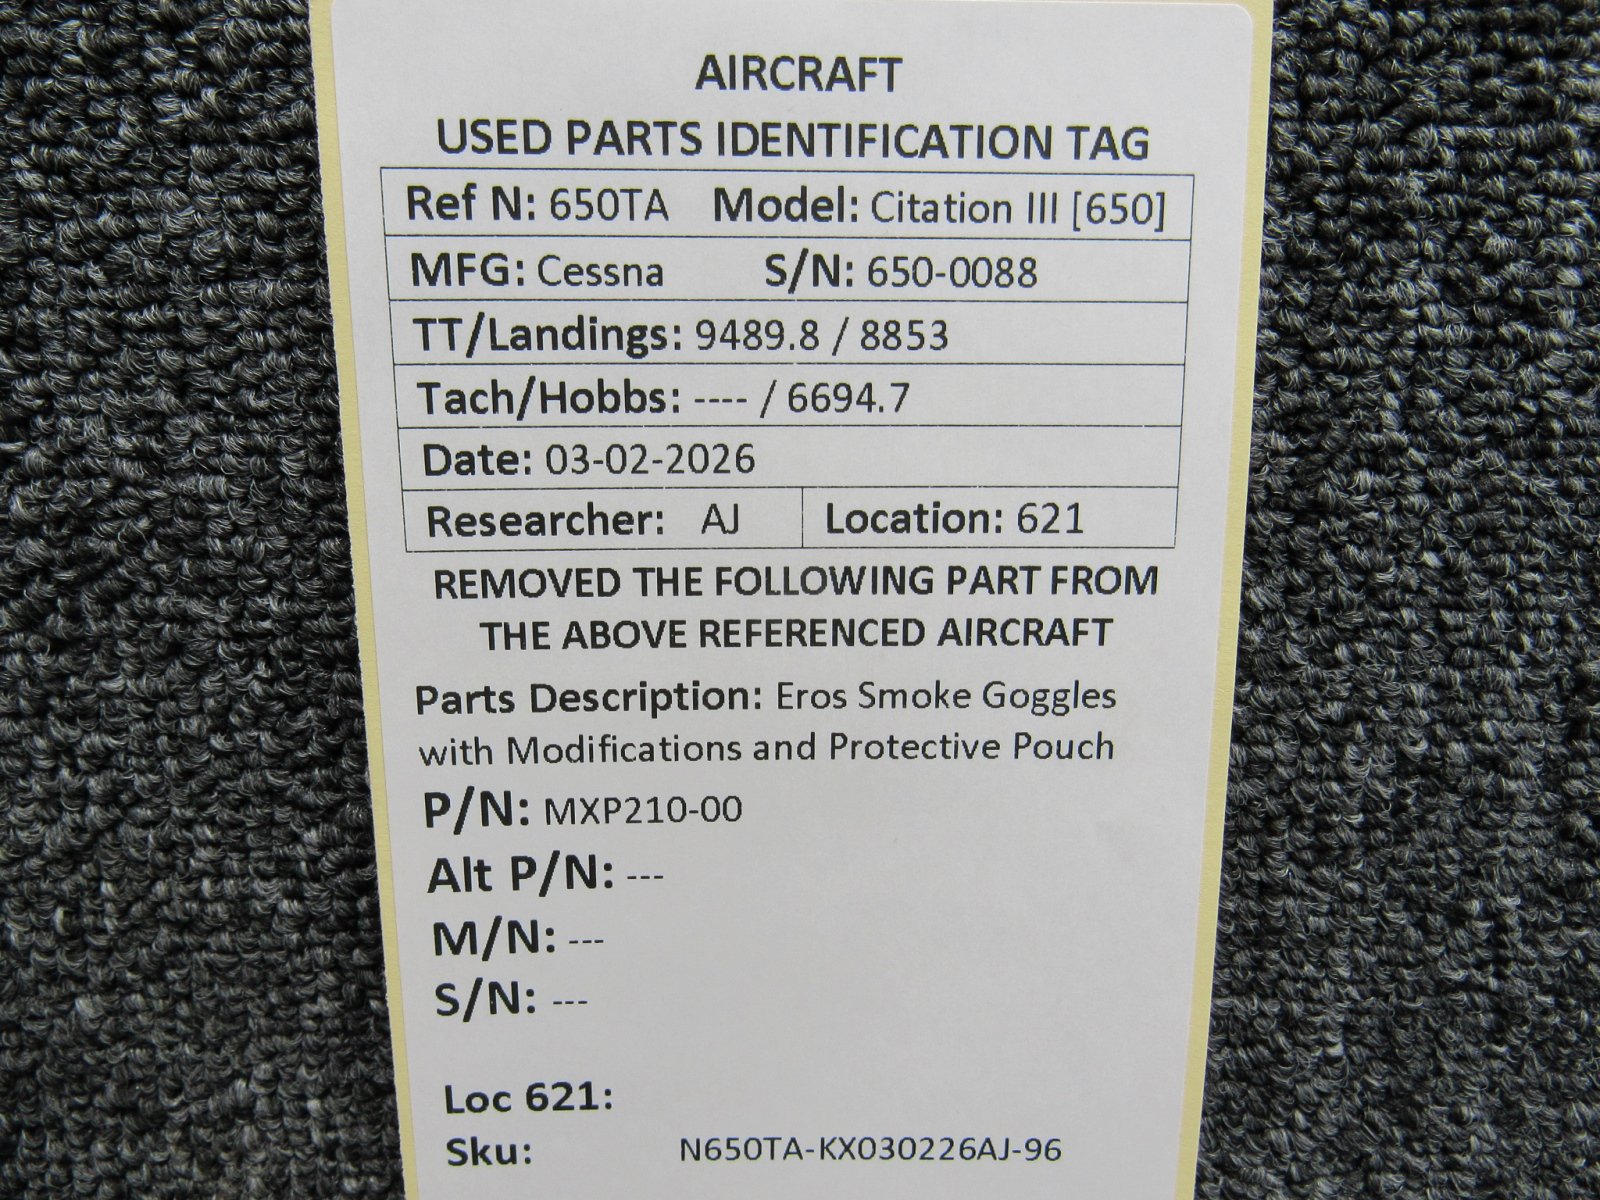 AIRCRAFT
USED PARTS IDENTIFICATION TAG
Ref N: 650TA Model: Citation III [650]
MFG: Cessna S/N: 650-0088
TT/Landings: 9489.8 / 8853
Tach/Hobbs: ---- / 6694.7
Date: 03-02-2026
Researcher: AJ Location: 621
REMOVED THE FOLLOWING PART FROM
THE ABOVE REFERENCED AIRCRAFT
Parts Description: Eros Smoke Goggles
with Modifications and Protective Pouch
P/N: MXP210-00
Alt P/N: ---
M/N: ---
S/N: ---
Loc 621:
Sku: N650TA-KX030226AJ-96